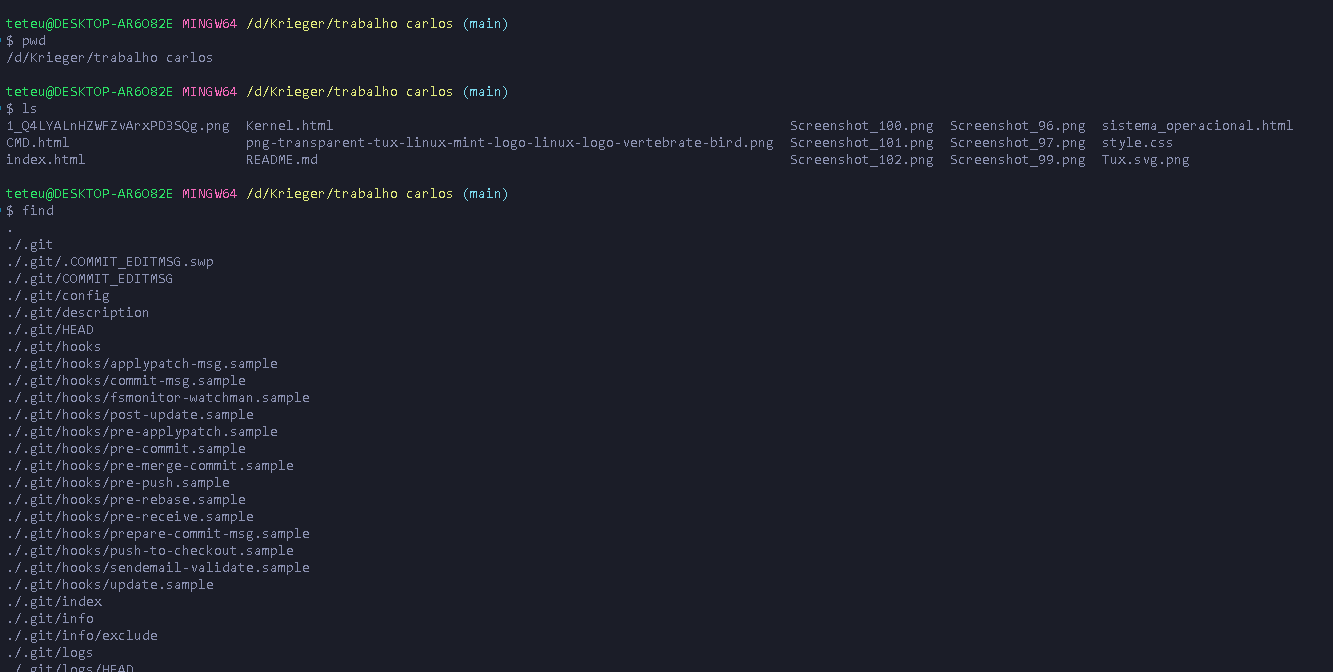 teteu@DESKTOP-AR6O82E MINGW64 /d/Krieger/trabalho carlos (main)
$ pwd
/d/Krieger/trabalho carlos
teteu@DESKTOP-AR6O82E MINGW64 /d/Krieger/trabalho carlos (main)
$ ls
1_Q4LYALnHZWFZvArxPD3SQg.png  Kernel.html  Screenshot_100.png  Screenshot_96.png  sistema_operacional.html
CMD.html  png-transparent-tux-linux-mint-logo-linux-logo-vertebrate-bird.png  Screenshot_101.png  Screenshot_97.png  style.css
index.html  README.md  Screenshot_102.png  Screenshot_99.png  Tux.svg.png
teteu@DESKTOP-AR6O82E MINGW64 /d/Krieger/trabalho carlos (main)
$ find
.
./.git
./.git/.COMMIT_EDITMSG.swp
./.git/COMMIT_EDITMSG
./.git/config
./.git/description
./.git/HEAD
./.git/hooks
./.git/hooks/applypatch-msg.sample
./.git/hooks/commit-msg.sample
./.git/hooks/fsmonitor-watchman.sample
./.git/hooks/post-update.sample
./.git/hooks/pre-applypatch.sample
./.git/hooks/pre-commit.sample
./.git/hooks/pre-merge-commit.sample
./.git/hooks/pre-push.sample
./.git/hooks/pre-rebase.sample
./.git/hooks/pre-receive.sample
./.git/hooks/prepare-commit-msg.sample
./.git/hooks/push-to-checkout.sample
./.git/hooks/sendemail-validate.sample
./.git/hooks/update.sample
./.git/index
./.git/info
./.git/info/exclude
./.git/logs
./.git/logs/HEAD